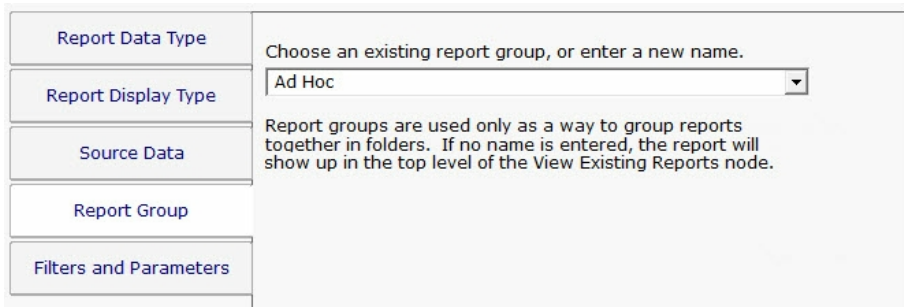 Report Data Type
Report Display Type
Source Data
Report Group
Filters and Parameters
Choose an existing report group, or enter a new name.
Ad Hoc
Report groups are used only as a way to group reports
together in folders. If no name is entered, the report will
show up in the top level of the View Existing Reports node.